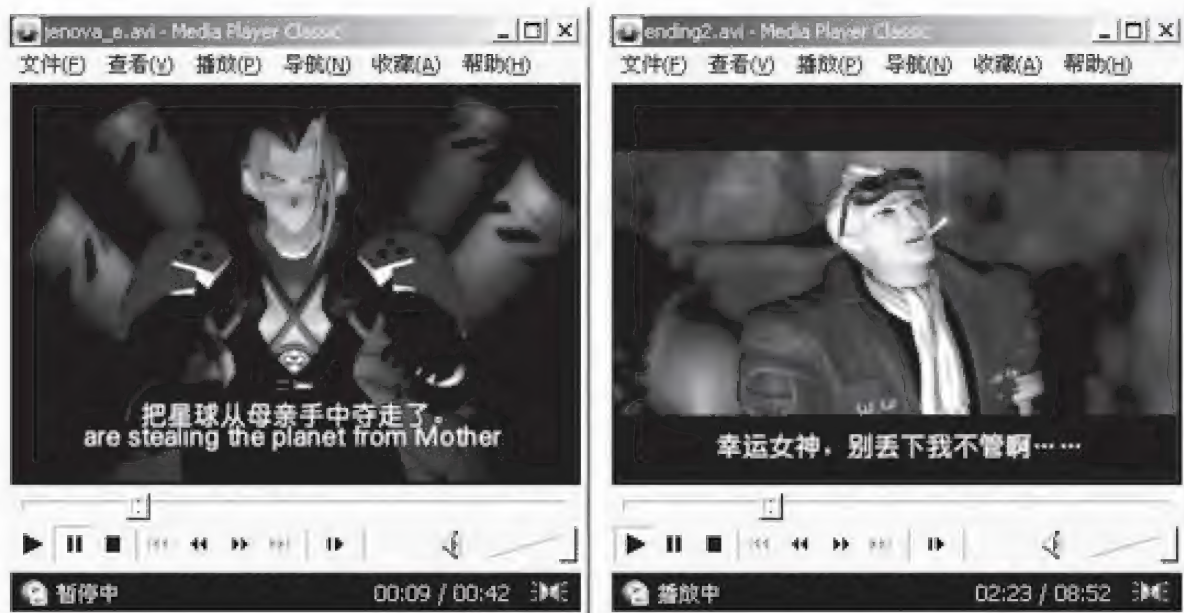 jenova_e.avi - Media Player Classic
文件(F) 查看(V) 播放(P) 导航(N) 收藏(A) 帮助(H)
把星球从母亲手中夺走了。
are stealing the planet from Mother
暂停中 00:09 / 00:42
ending2.avi - Media Player Classic
文件(F) 查看(V) 播放(P) 导航(N) 收藏(A) 帮助(H)
幸运女神，别丢下我不管啊……
播放中 02:23 / 08:52